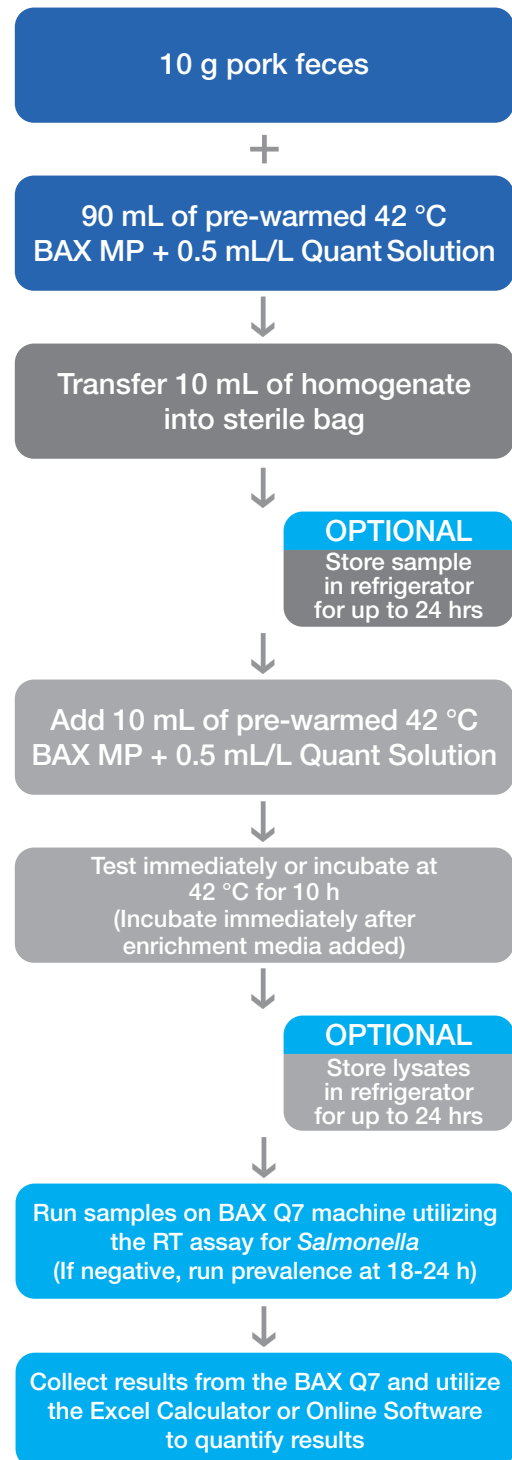 10 g pork feces
+
90 mL of pre-warmed 42 °C
BAX MP + 0.5 mL/L Quant Solution
Transfer 10 mL of homogenate
into sterile bag
OPTIONAL
Store sample
in refrigerator
for up to 24 hrs
Add 10 mL of pre-warmed 42 °C
BAX MP + 0.5 mL/L Quant Solution
Test immediately or incubate at
42 °C for 10 h
(Incubate immediately after
enrichment media added)
OPTIONAL
Store lysates
in refrigerator
for up to 24 hrs
Run samples on BAX Q7 machine utilizing
the RT assay for Salmonella
(If negative, run prevalence at 18-24 h)
Collect results from the BAX Q7 and utilize
the Excel Calculator or Online Software
to quantify results